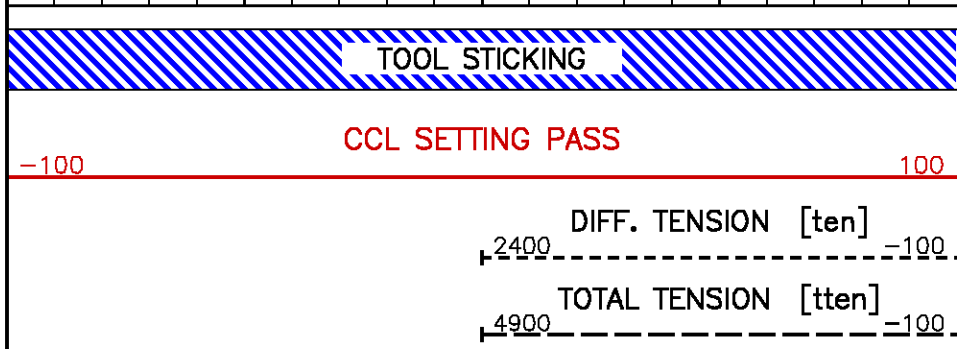 TOOL STICKING
CCL SETTING PASS
-100 100
DIFF. TENSION [ten]
2400 -100
TOTAL TENSION [tten]
4900 -100